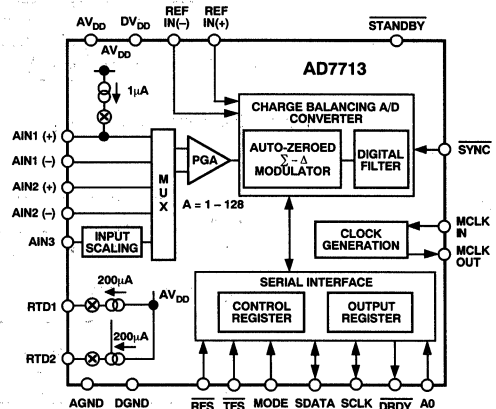 AVDD DVDD REF IN(–) REF IN(+) STANDBY
AVDD
AD7713
1μA
CHARGE BALANCING A/D
CONVERTER
AUTO-ZEROED
Σ–Δ
MODULATOR
DIGITAL
FILTER
SYNC
AIN1 (+)
AIN1 (–)
AIN2 (+)
AIN2 (–)
AIN3
MUX
PGA
A = 1 – 128
INPUT
SCALING
CLOCK
GENERATION
MCLK
IN
MCLK
OUT
SERIAL INTERFACE
CONTROL
REGISTER
OUTPUT
REGISTER
200μA
AVDD
RTD1
200μA
RTD2
AGND DGND RFS TFS MODE SDATA SCLK DRDY A0